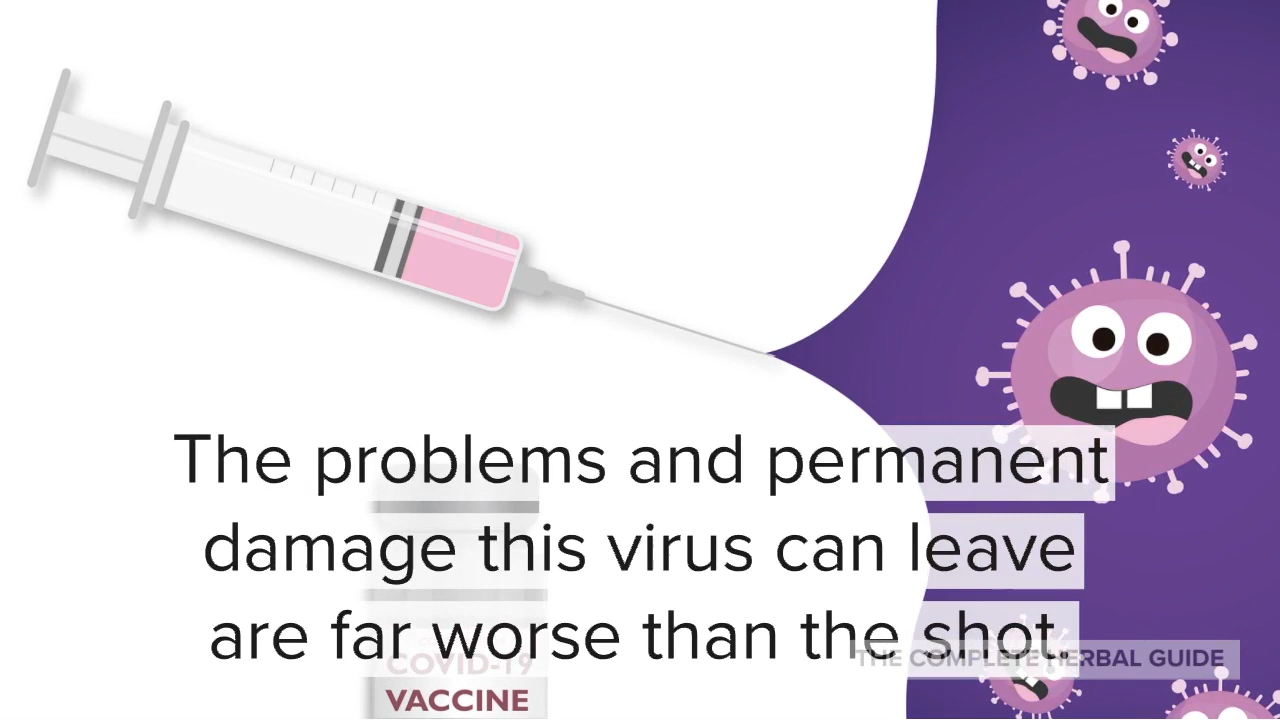 The problems and permanent
damage this virus can leave
are far worse than the shot.
THE COMPLETE HERBAL GUIDE
COVID-19
VACCINE